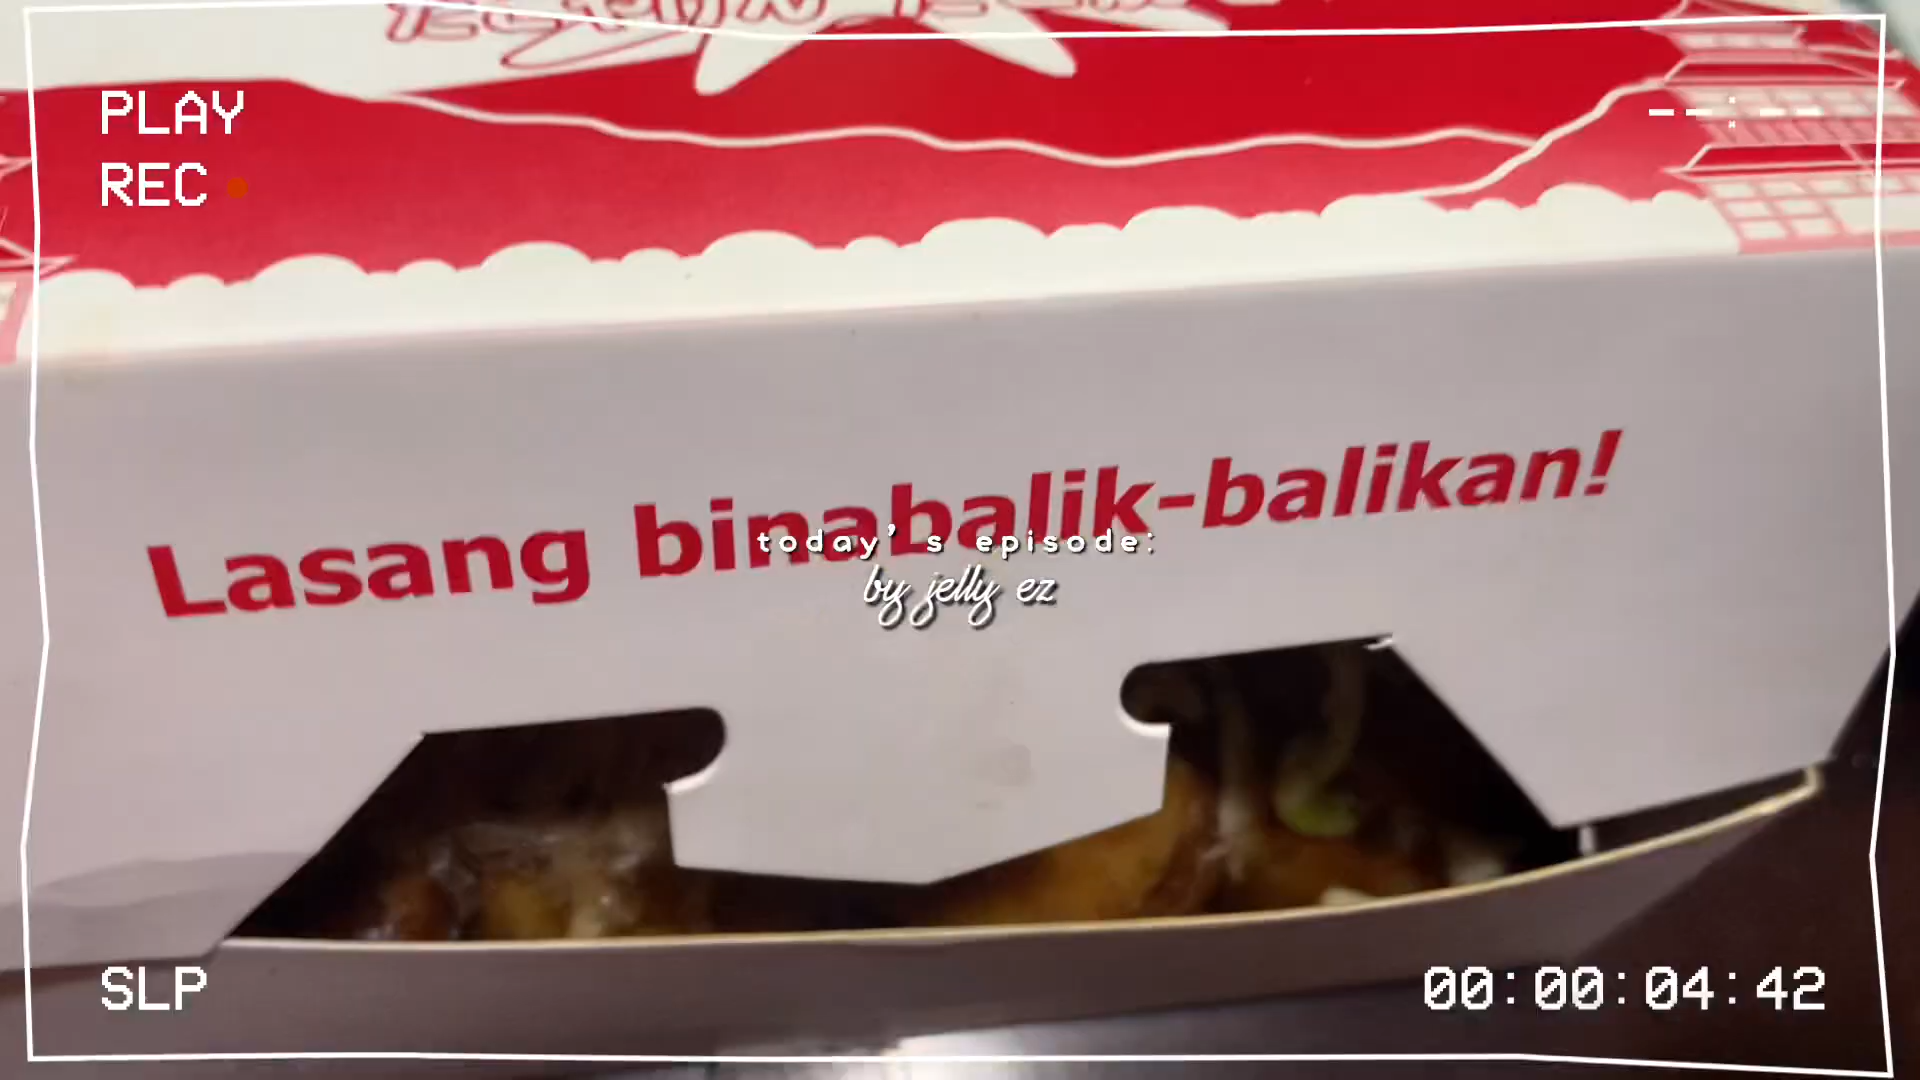 PLAY
--:--
REC
Lasang binabalik-balikan!
today's episode:
by jelly ez
SLP
00:00:04:42